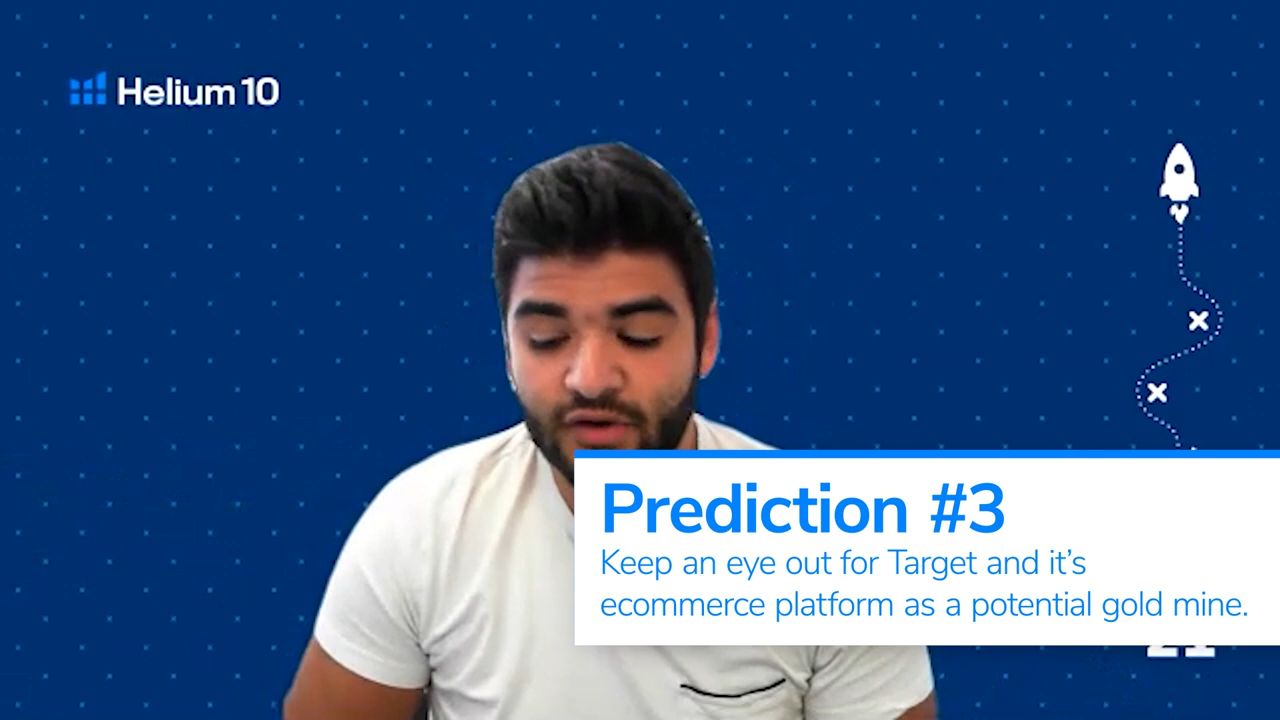 Helium 10
Prediction #3
Keep an eye out for Target and it's
ecommerce platform as a potential gold mine.